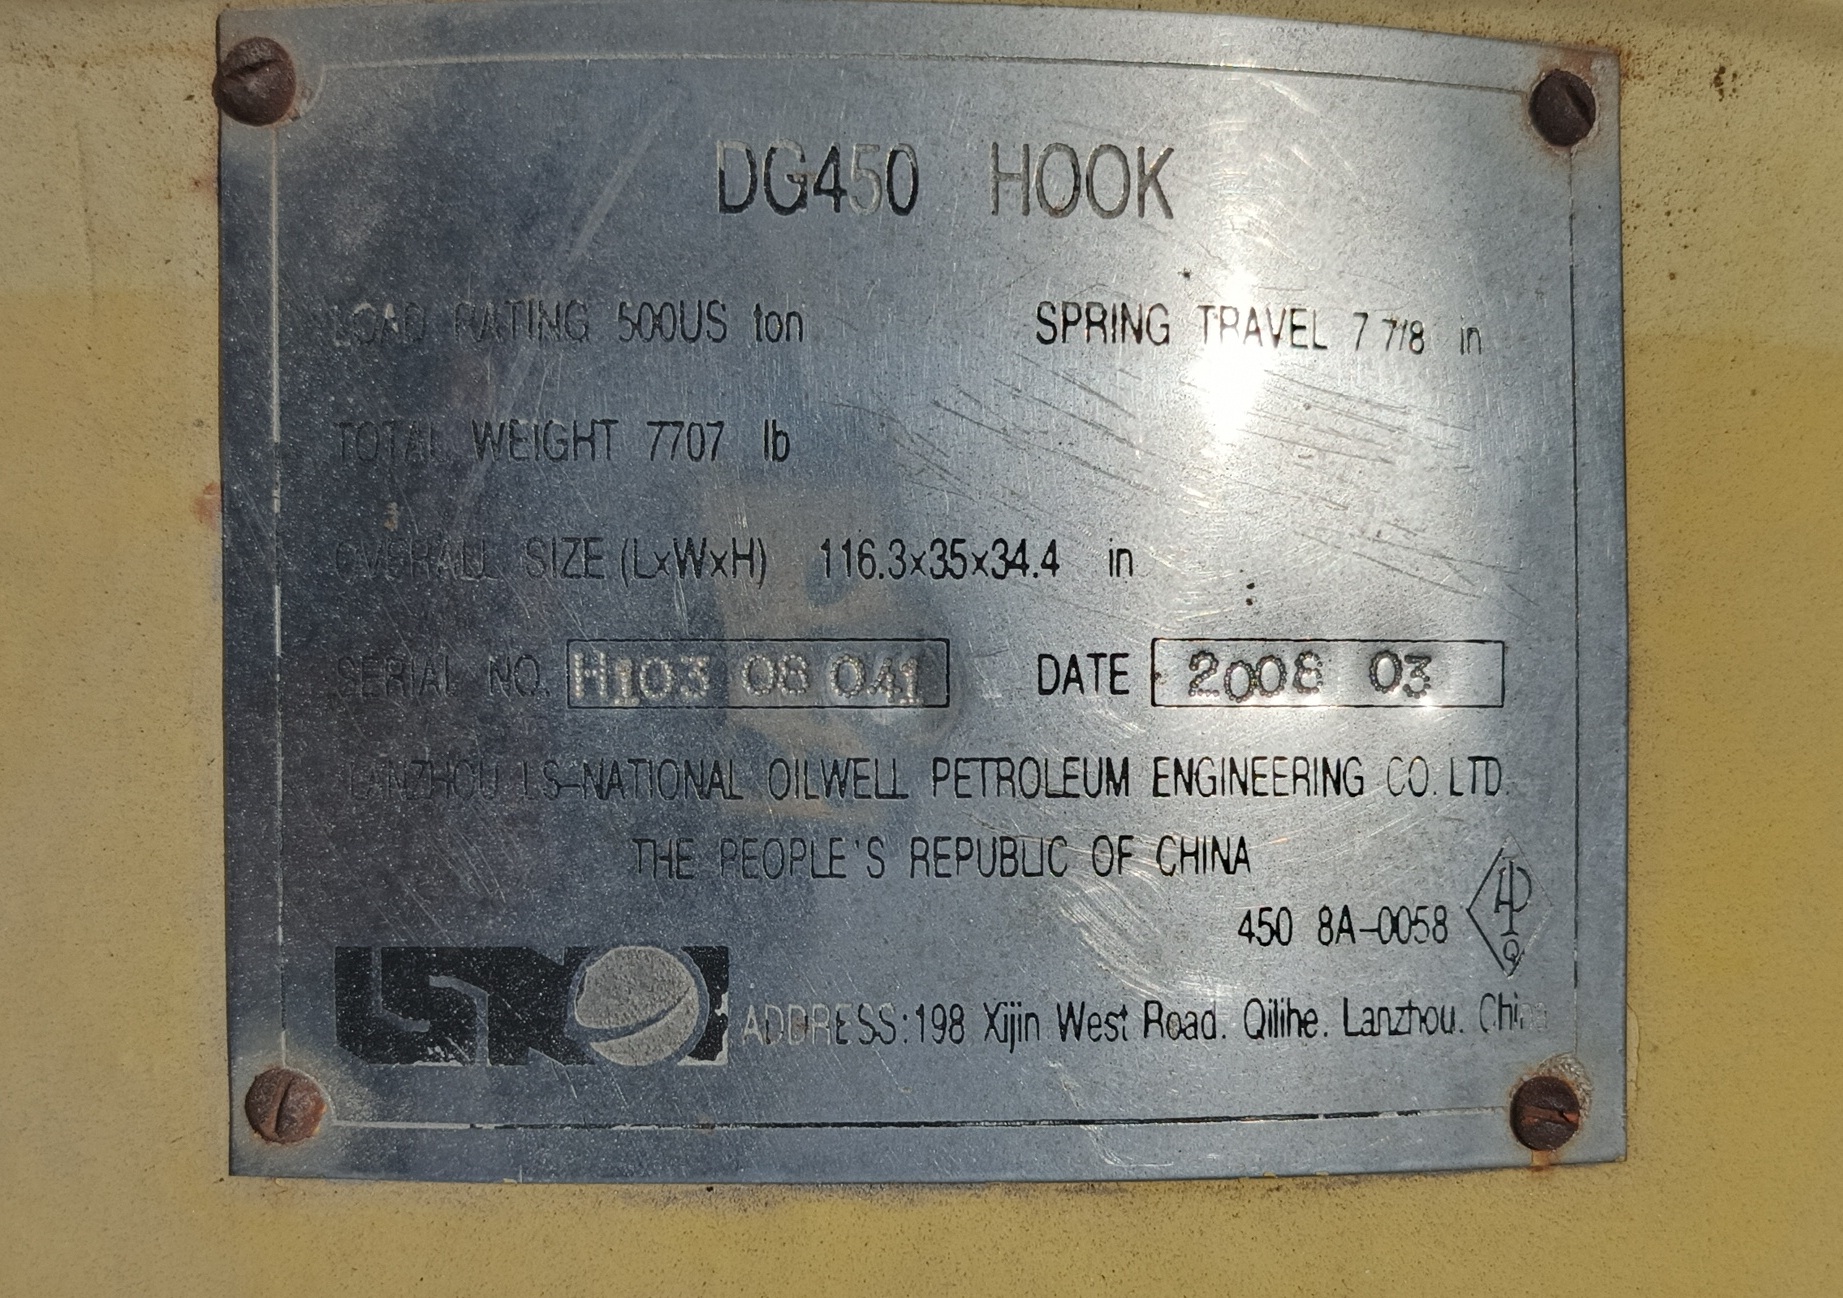 DG450 HOOK
LOAD RATING 500US ton SPRING TRAVEL 7 7/8 in
TOTAL WEIGHT 7707 lb
OVERALL SIZE (LxWxH) 116.3x35x34.4 in
SERIAL NO. H103 08 041 DATE 2008 03
LANZHOU LS-NATIONAL OILWELL PETROLEUM ENGINEERING CO. LTD.
THE PEOPLE'S REPUBLIC OF CHINA
450 8A-0058
LSNO
ADDRESS:198 Xijin West Road. Qilihe. Lanzhou. China